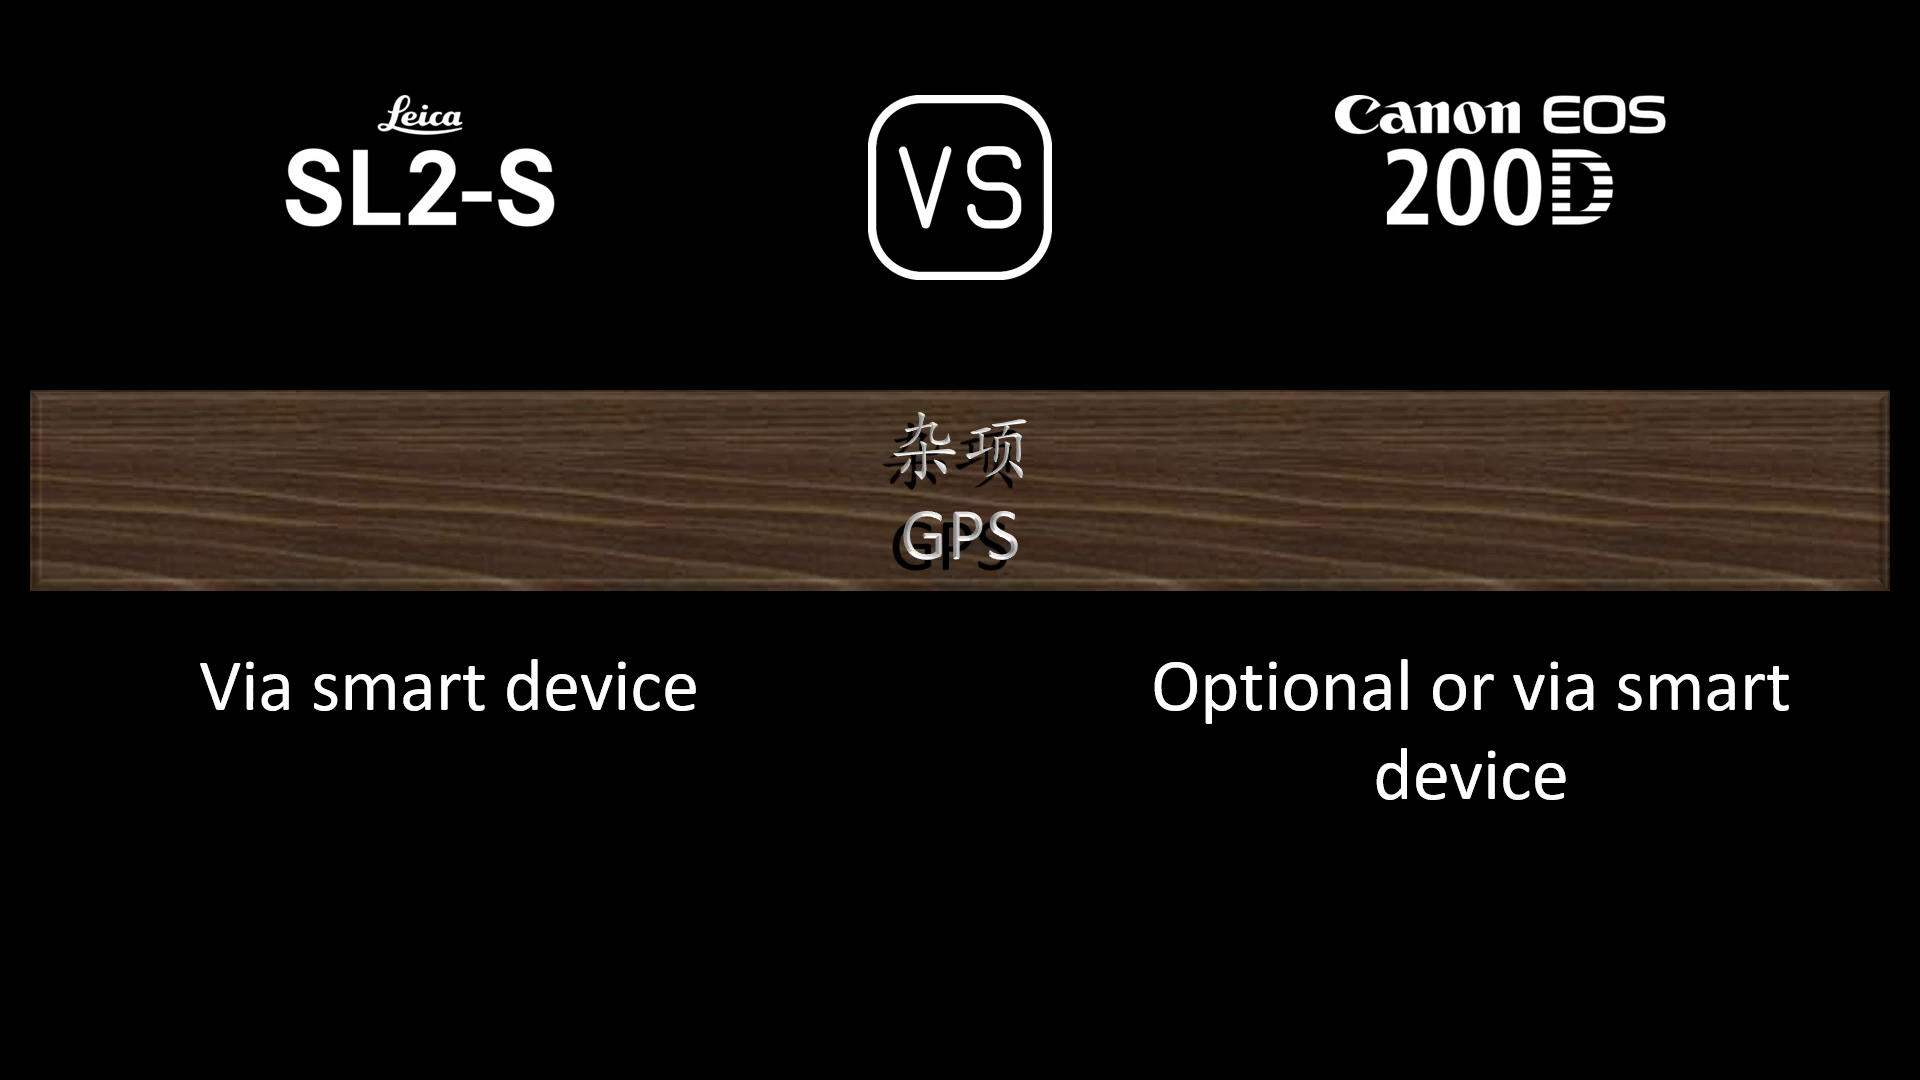 Leica
SL2-S
VS
Canon EOS
200D
杂项
GPS
Via smart device
Optional or via smart
device